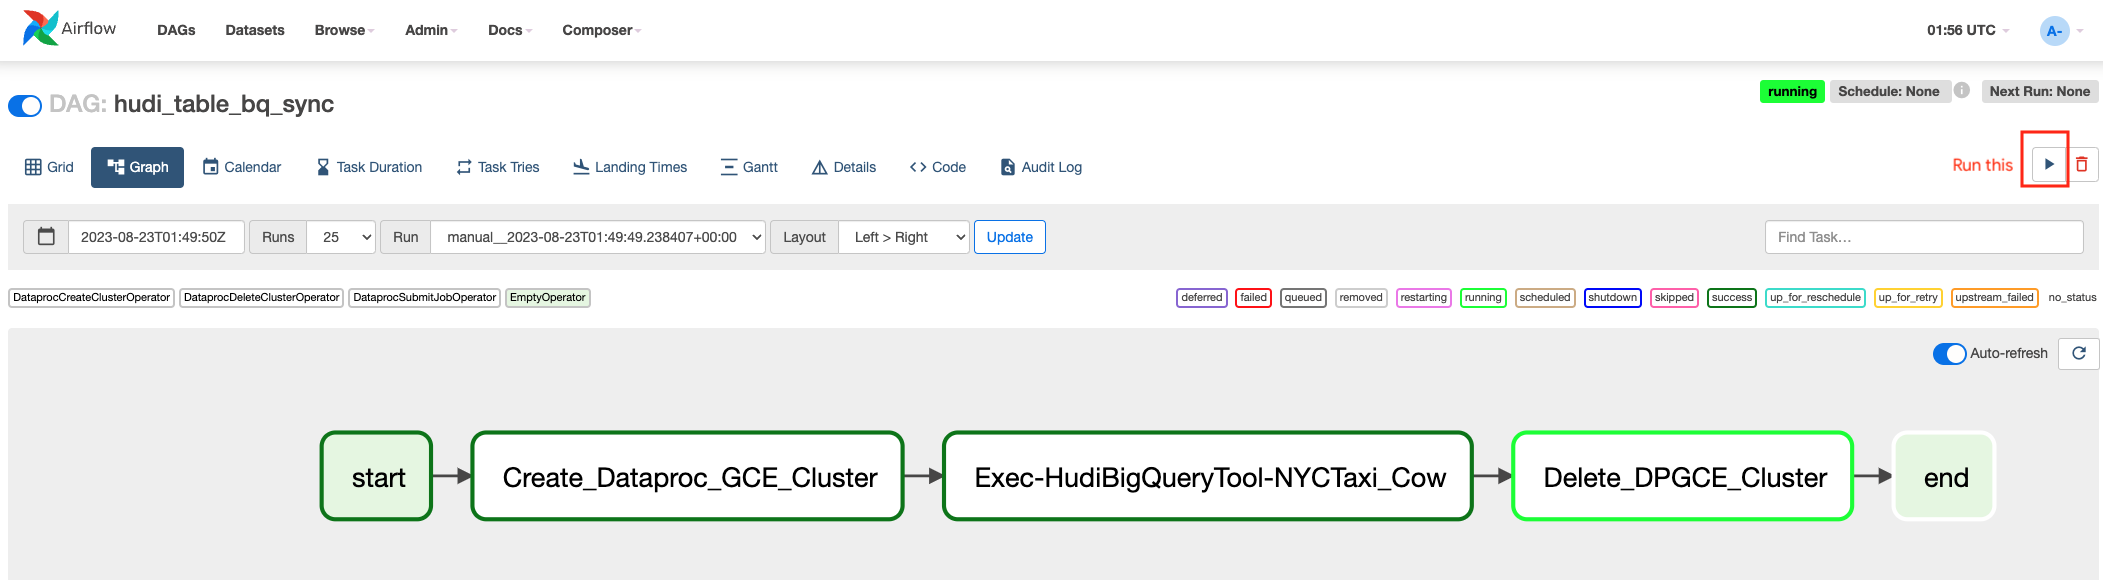 Airflow DAGs Datasets Browse Admin Docs Composer 01:56 UTC A-
running Schedule: None i Next Run: None
DAG: hudi_table_bq_sync
Grid Graph Calendar Task Duration Task Tries Landing Times Gantt Details Code Audit Log Run this
2023-08-23T01:49:50Z Runs 25 Run manual__2023-08-23T01:49:49.238407+00:00 Layout Left > Right Update Find Task...
DataprocCreateClusterOperator DataprocDeleteClusterOperator DataprocSubmitJobOperator EmptyOperator deferred failed queued removed restarting running scheduled shutdown skipped success up_for_reschedule up_for_retry upstream_failed no_status
Auto-refresh
start Create_Dataproc_GCE_Cluster Exec-HudiBigQueryTool-NYCTaxi_Cow Delete_DPGCE_Cluster end